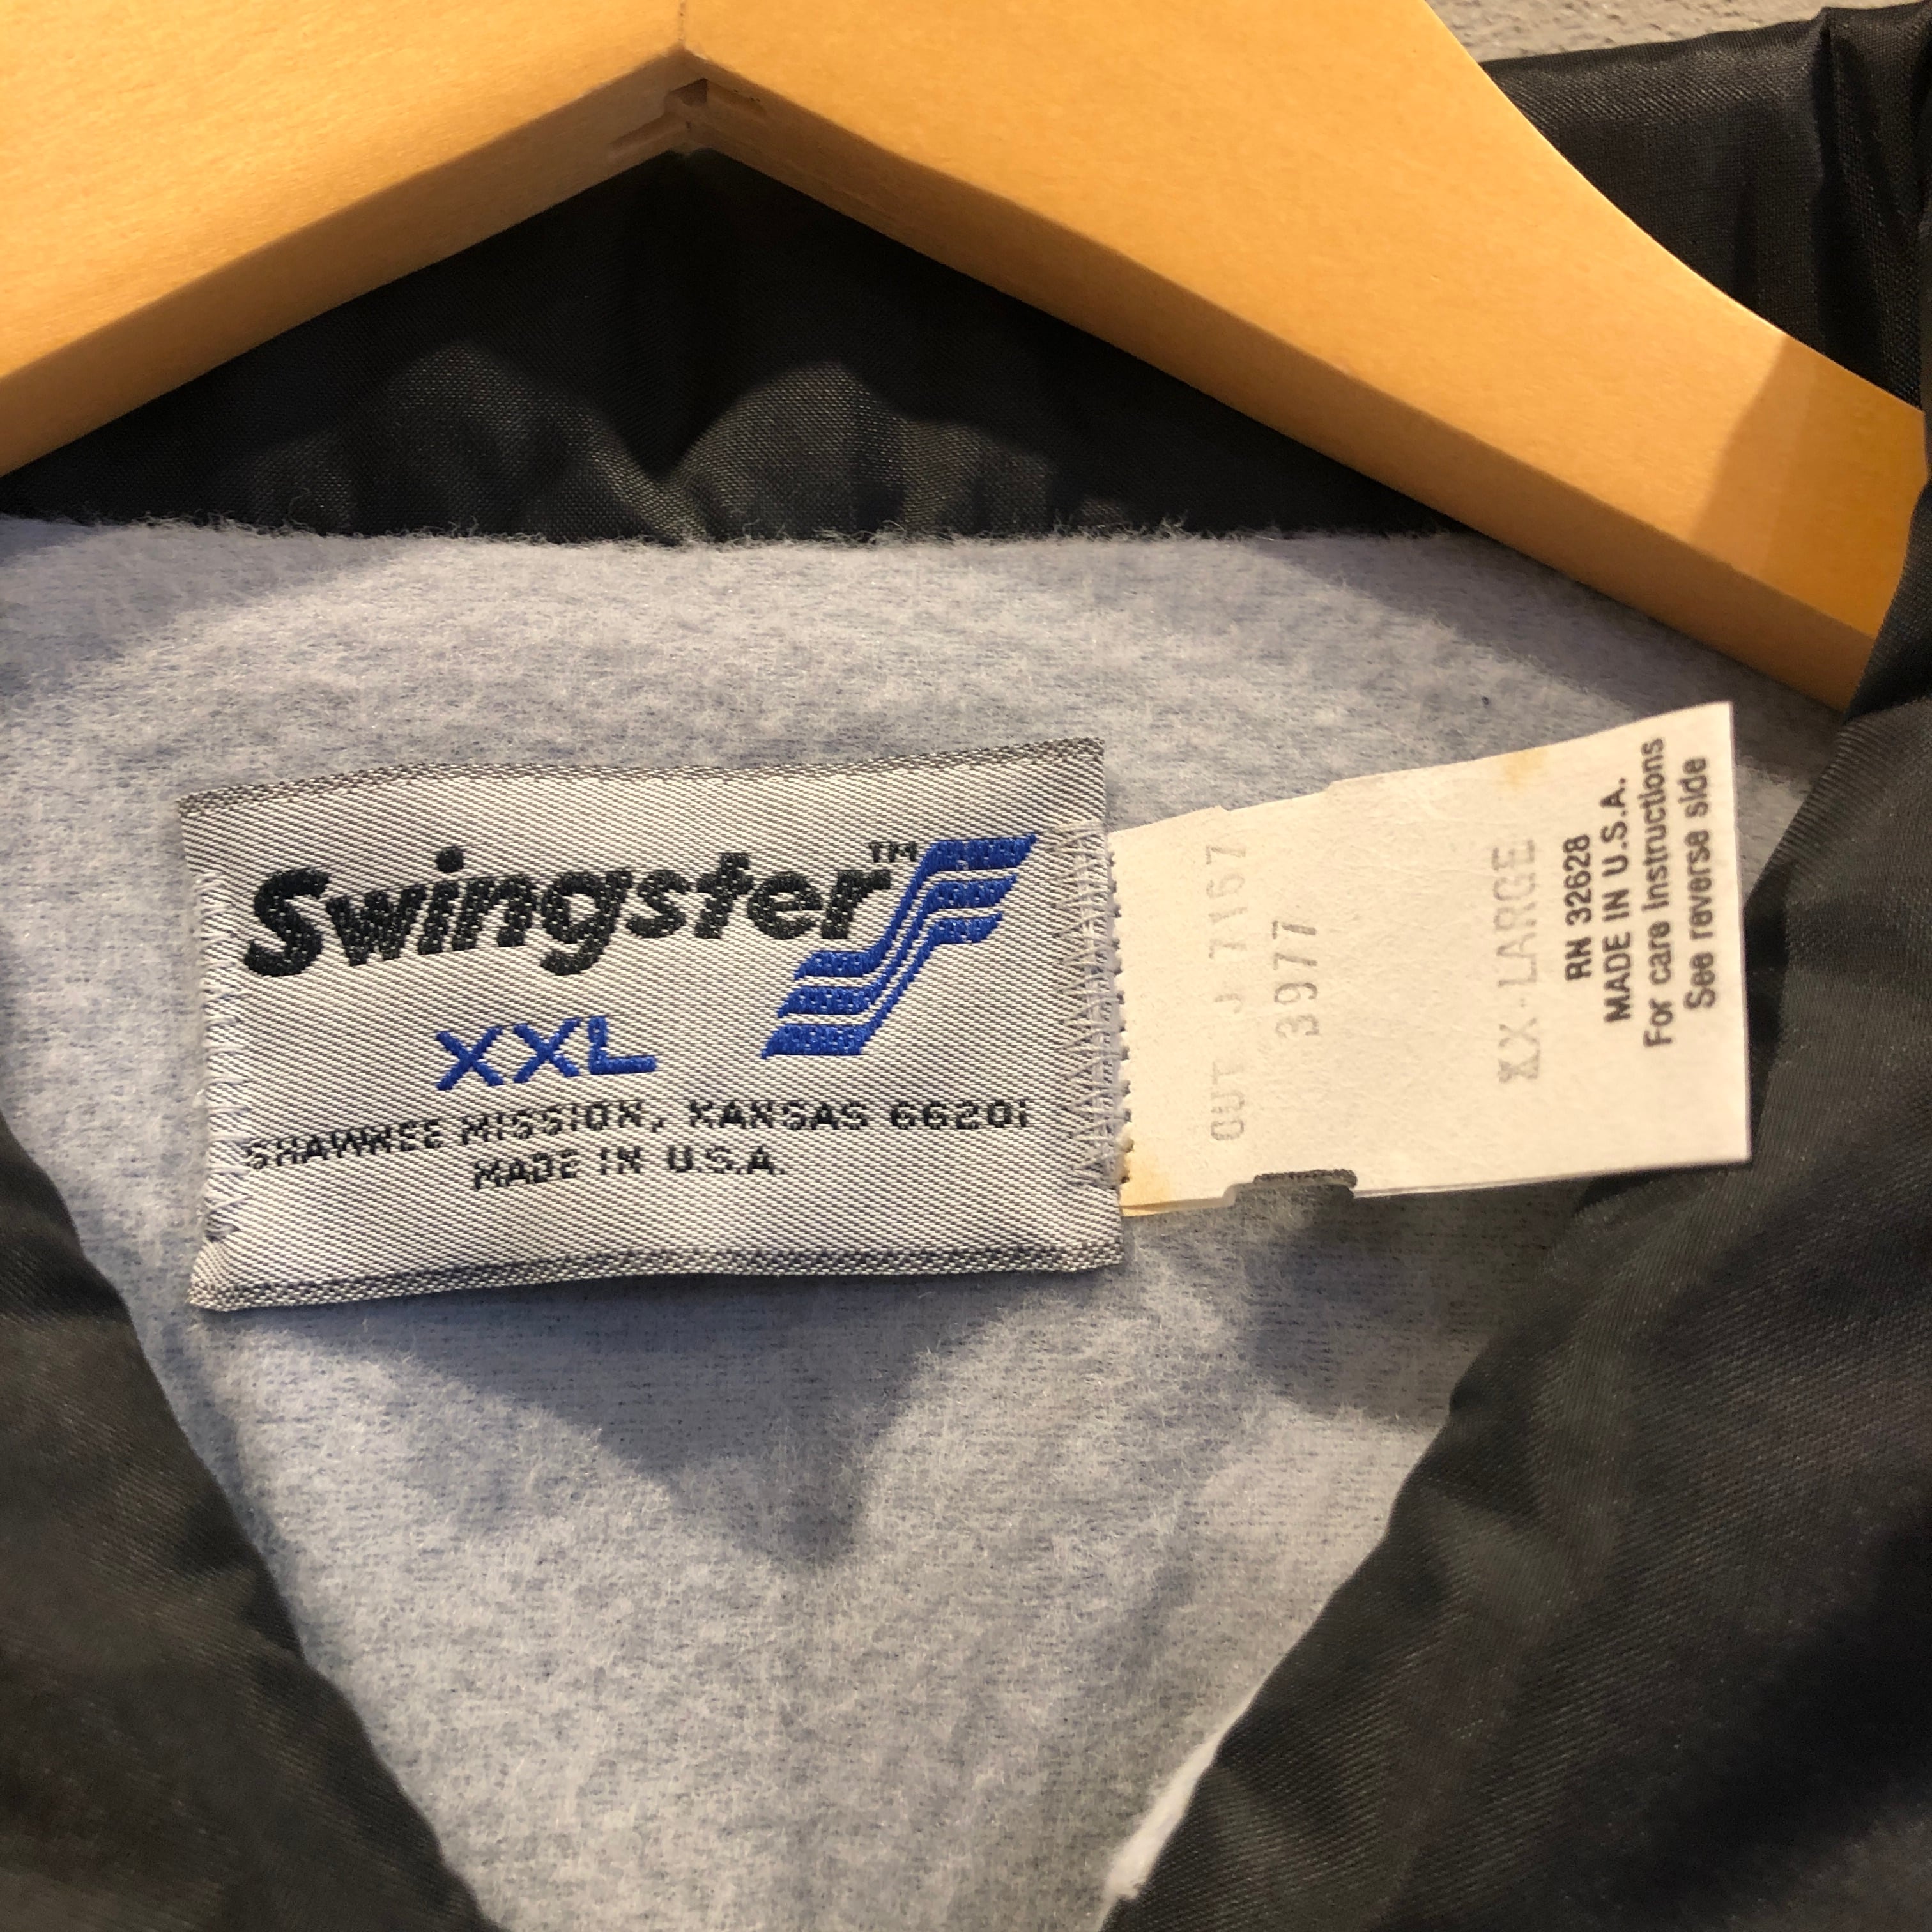 Swingster™
XXL
SHAWNEE MISSION, KANSAS 66201
MADE IN U.S.A.
CUT J 7167
3977
XX-LARGE
RN 32628
MADE IN U.S.A.
For care instructions
See reverse side